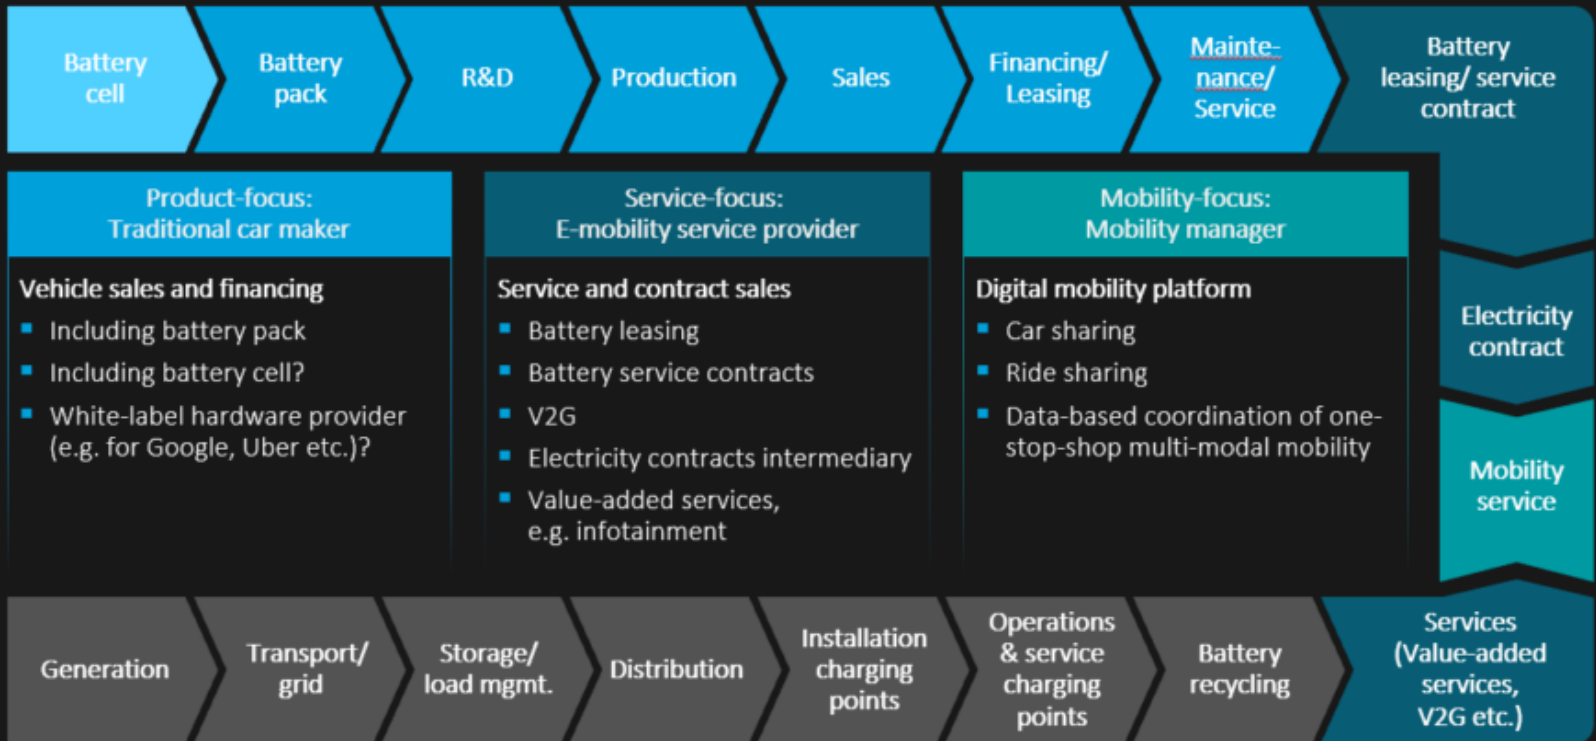 Battery
cell
Battery
pack
R&D
Production
Sales
Financing/
Leasing
Mainte-
nance/
Service
Battery
leasing/ service
contract
Product-focus:
Traditional car maker
Vehicle sales and financing
Including battery pack
Including battery cell?
White-label hardware provider
(e.g. for Google, Uber etc.)?
Service-focus:
E-mobility service provider
Service and contract sales
Battery leasing
Battery service contracts
V2G
Electricity contracts intermediary
Value-added services,
e.g. infotainment
Mobility-focus:
Mobility manager
Digital mobility platform
Car sharing
Ride sharing
Data-based coordination of one-
stop-shop multi-modal mobility
Electricity
contract
Mobility
service
Generation
Transport/
grid
Storage/
load mgmt.
Distribution
Installation
charging
points
Operations
& service
charging
points
Battery
recycling
Services
(Value-added
services,
V2G etc.)